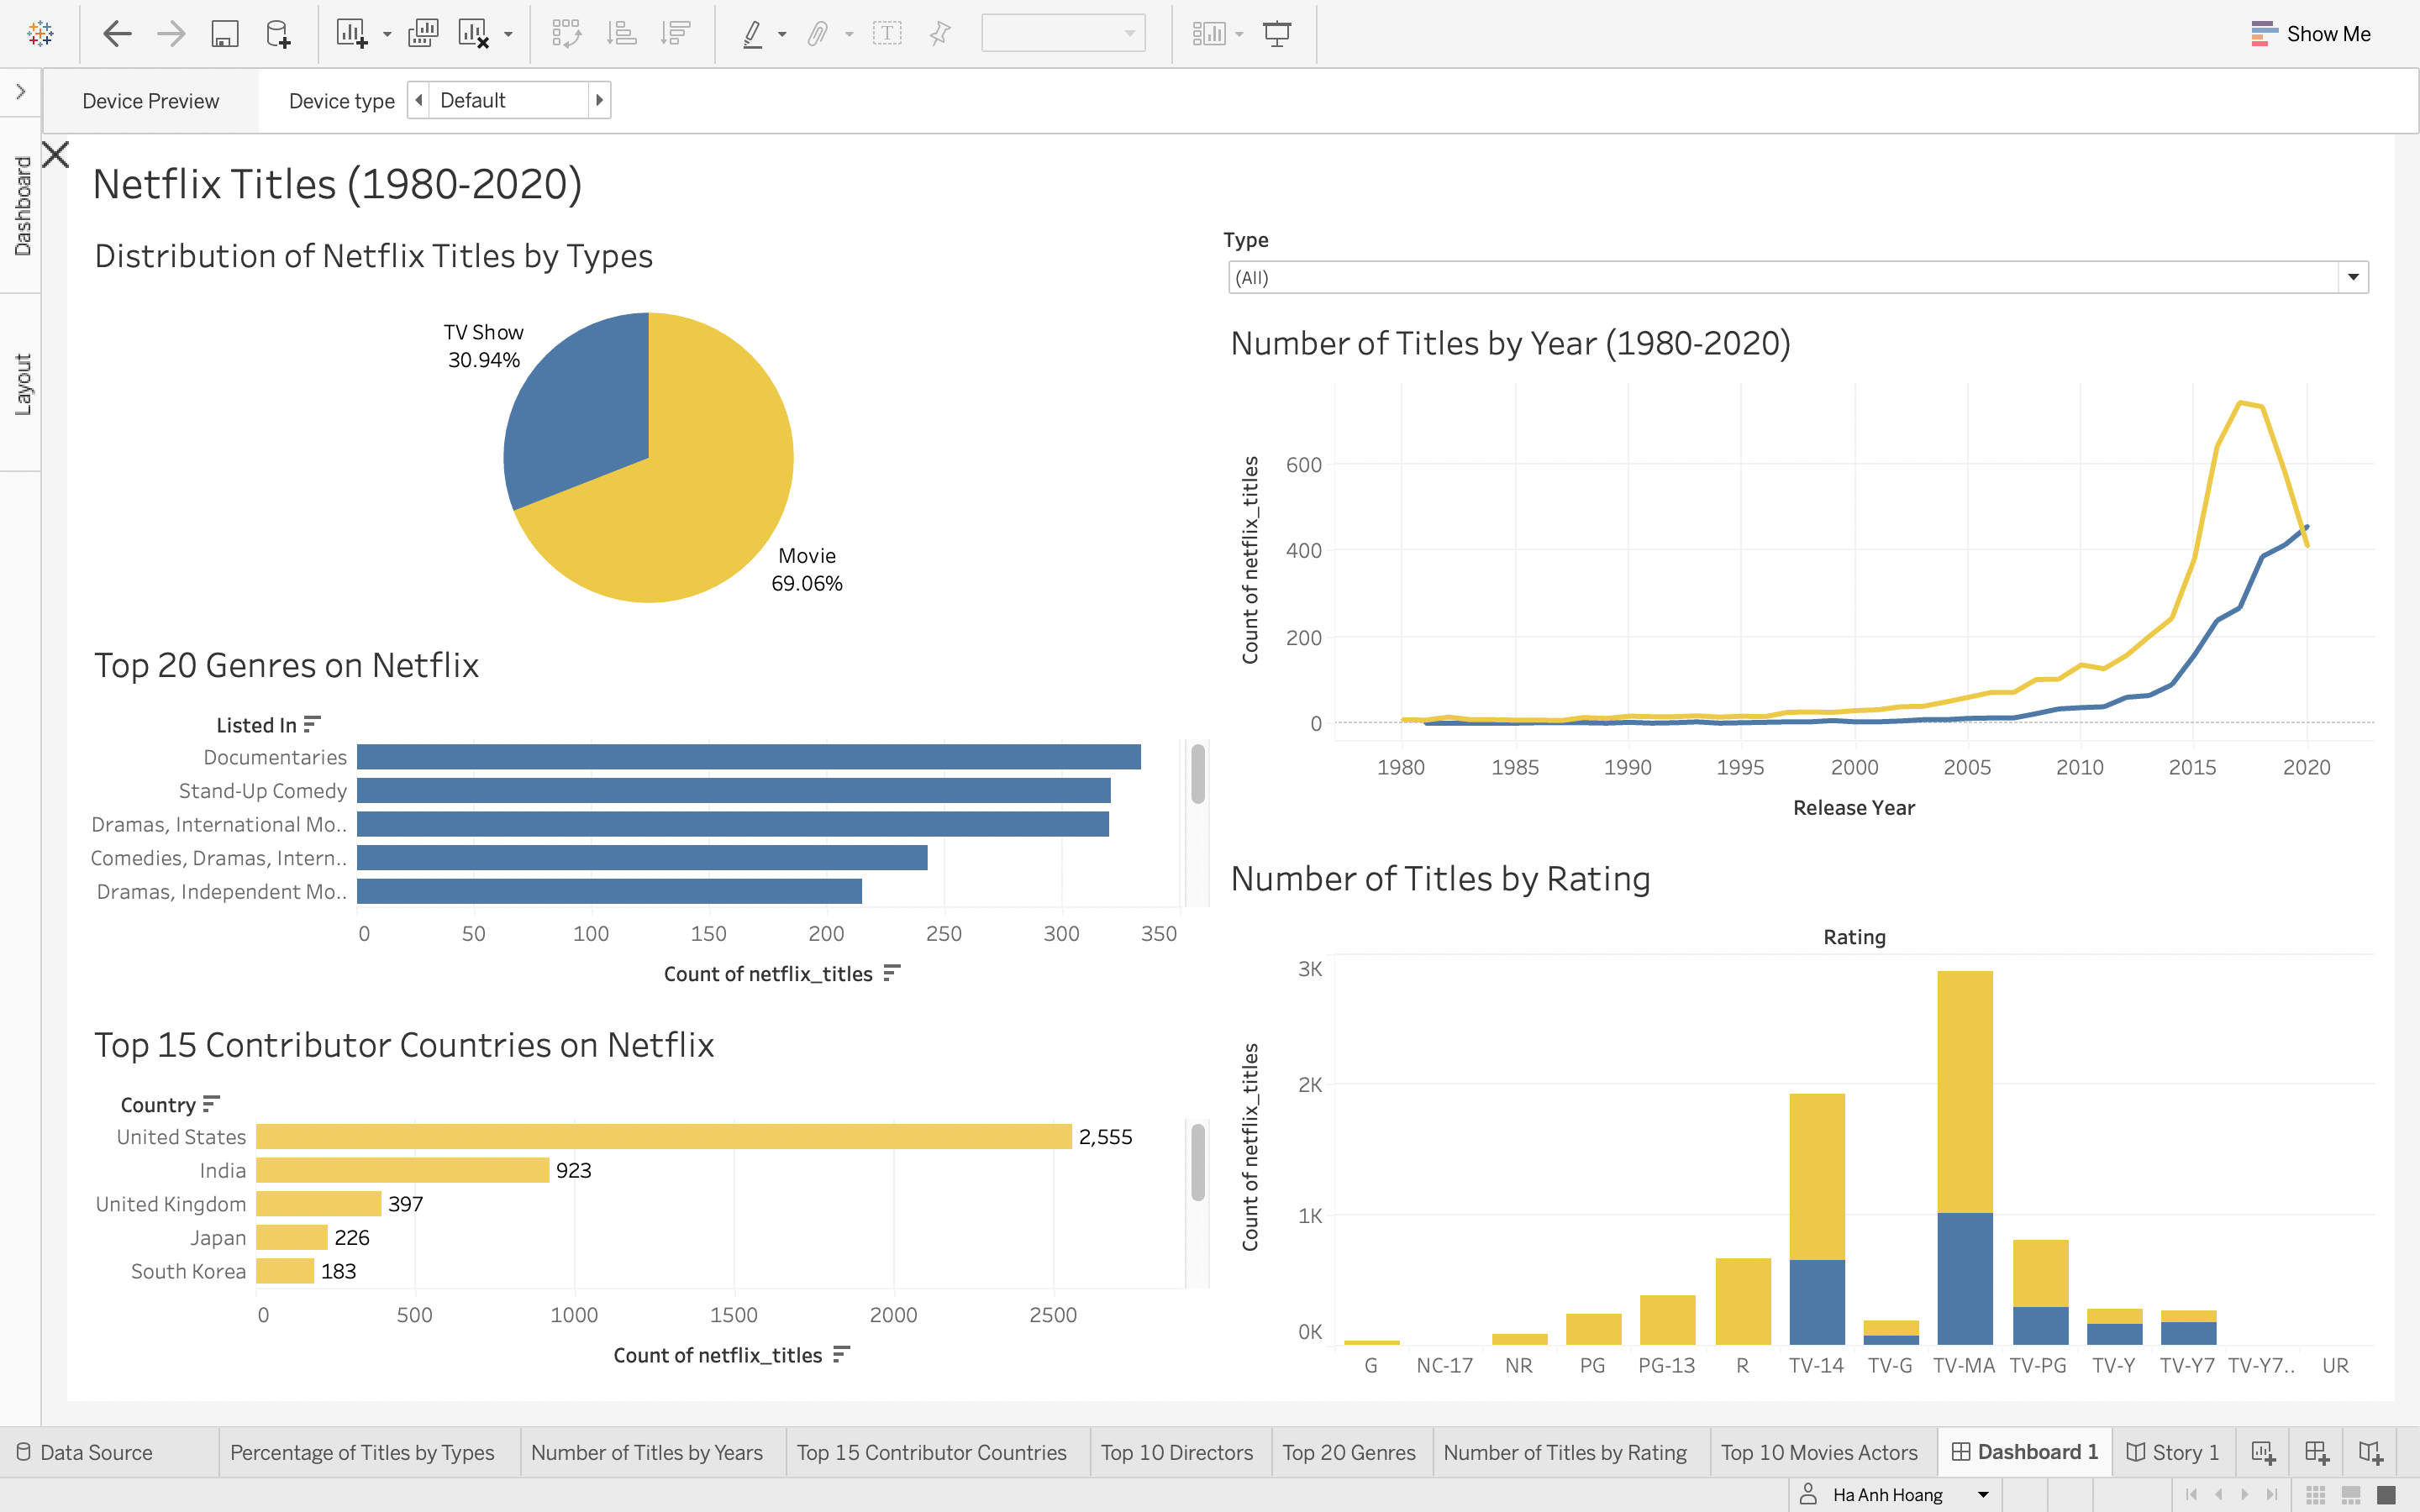 Show Me
Device Preview
Device type
Default
Dashboard
Layout
Netflix Titles (1980-2020)
Distribution of Netflix Titles by Types
TV Show
30.94%
Movie
69.06%
Type
(All)
Number of Titles by Year (1980-2020)
Count of netflix_titles
600
400
200
0
1980 1985 1990 1995 2000 2005 2010 2015 2020
Release Year
Top 20 Genres on Netflix
Listed In
Documentaries
Stand-Up Comedy
Dramas, International Mo..
Comedies, Dramas, Intern..
Dramas, Independent Mo..
0 50 100 150 200 250 300 350
Count of netflix_titles
Number of Titles by Rating
Rating
Count of netflix_titles
3K
2K
1K
0K
G NC-17 NR PG PG-13 R TV-14 TV-G TV-MA TV-PG TV-Y TV-Y7 TV-Y7.. UR
Top 15 Contributor Countries on Netflix
Country
United States 2,555
India 923
United Kingdom 397
Japan 226
South Korea 183
0 500 1000 1500 2000 2500
Count of netflix_titles
Data Source
Percentage of Titles by Types
Number of Titles by Years
Top 15 Contributor Countries
Top 10 Directors
Top 20 Genres
Number of Titles by Rating
Top 10 Movies Actors
Dashboard 1
Story 1
Ha Anh Hoang